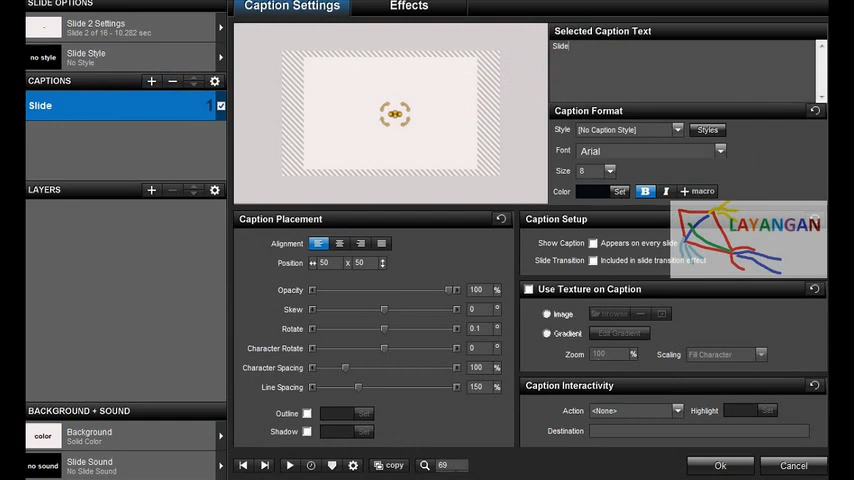 SLIDE OPTIONS
Caption Settings
Effects
Slide 2 Settings
Slide 2 of 16 - 10.282 sec
no style
Slide Style
No Style
CAPTIONS
Slide
1
LAYERS
BACKGROUND + SOUND
color
Background
Solid Color
no sound
Slide Sound
No Slide Sound
Selected Caption Text
Slide
Caption Format
Style [No Caption Style] Styles
Font Arial
Size 8
Color Set B I + macro
Caption Placement
Alignment
Position 50 x 50
Opacity 100 %
Skew 0 °
Rotate 0.1 °
Character Rotate 0 °
Character Spacing 100 %
Line Spacing 150 %
Outline Set
Shadow Set
Caption Setup
LAYANGAN
Show Caption Appears on every slide
Slide Transition Included in slide transition effect
Use Texture on Caption
Image browse
Gradient Edit Gradient
Zoom 100 % Scaling Fill Character
Caption Interactivity
Action <None> Highlight Set
Destination
copy
69
Ok
Cancel